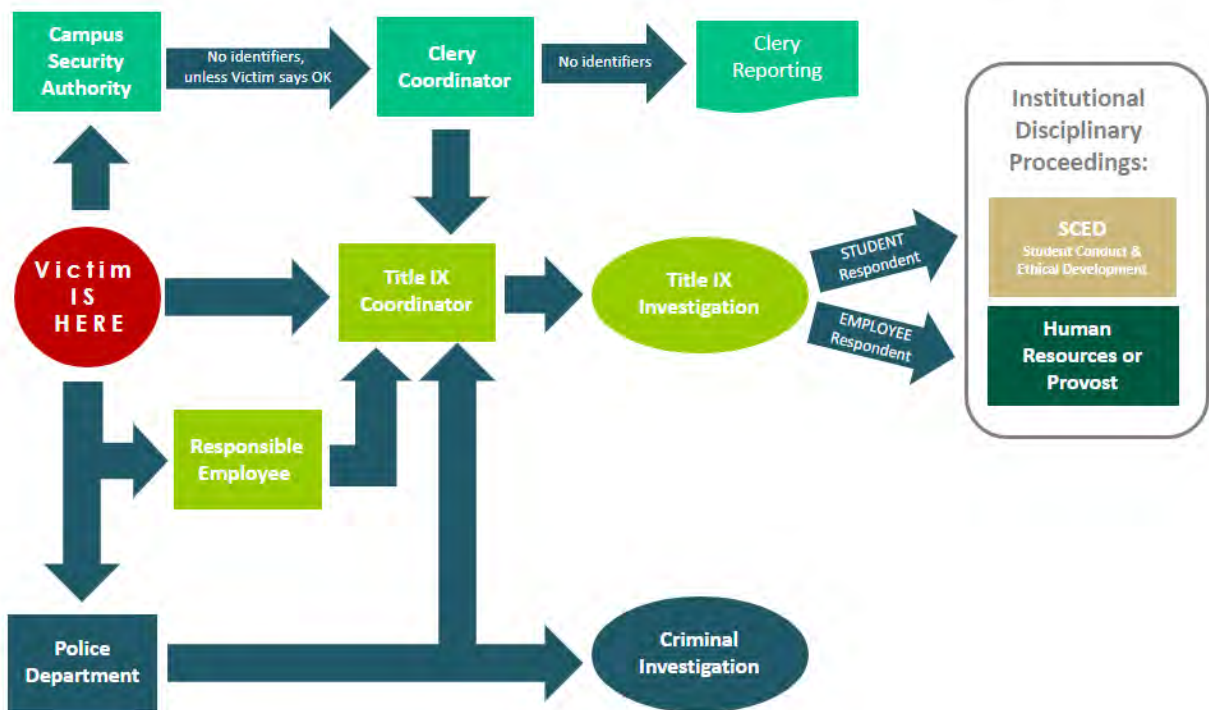 Campus
Security
Authority
No identifiers,
unless Victim says OK
Clery
Coordinator
No identifiers
Clery
Reporting
Institutional
Disciplinary
Proceedings:
SCED
Student Conduct &
Ethical Development
Human
Resources or
Provost
Victim
IS
HERE
Title IX
Coordinator
Title IX
Investigation
STUDENT
Respondent
EMPLOYEE
Respondent
Responsible
Employee
Police
Department
Criminal
Investigation